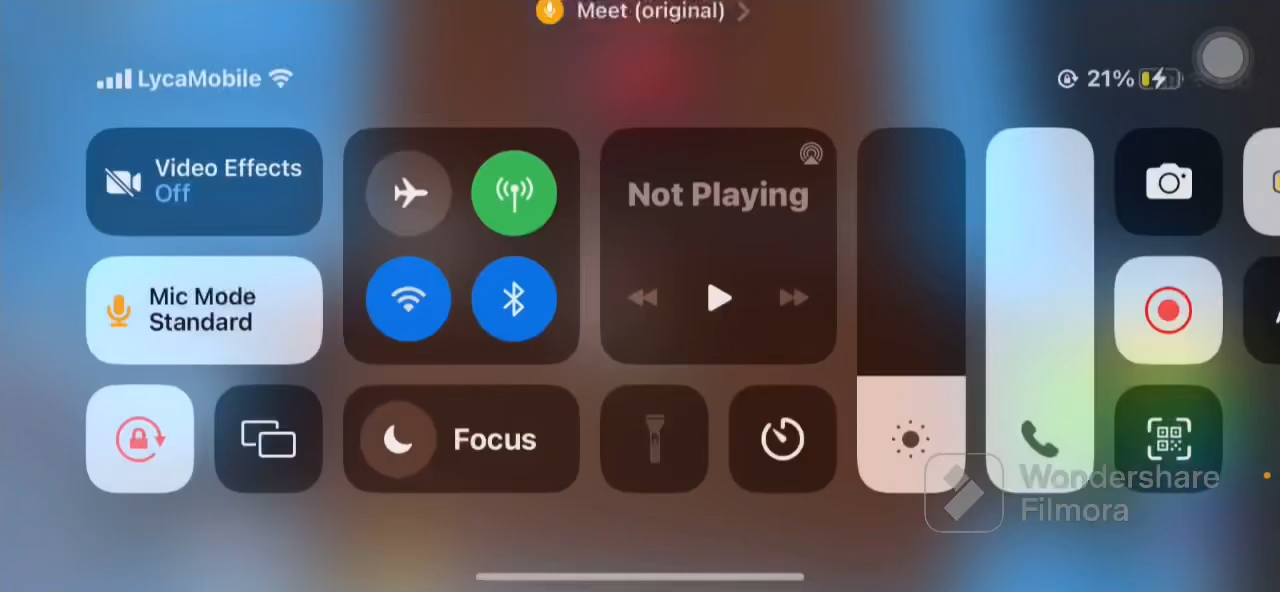 Meet (original)
LycaMobile
21%
Video Effects
Off
Not Playing
Mic Mode
Standard
Focus
Wondershare
Filmora